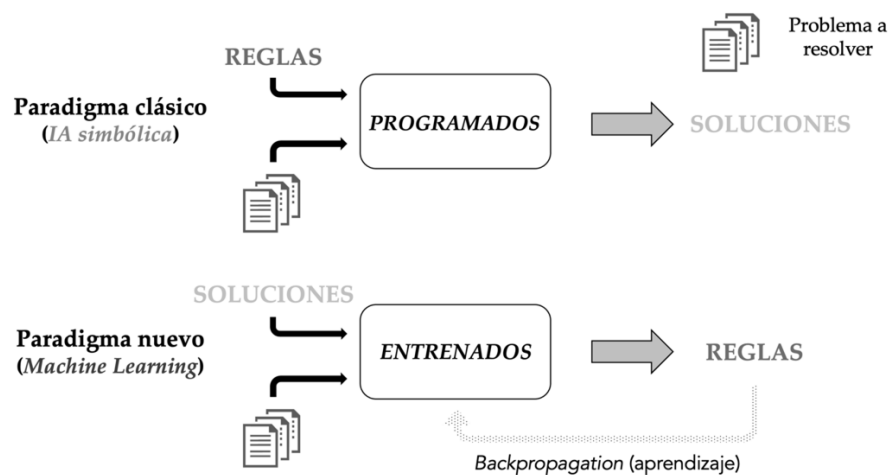 Problema a
resolver
REGLAS
Paradigma clásico
(IA simbólica)
PROGRAMADOS
SOLUCIONES
SOLUCIONES
Paradigma nuevo
(Machine Learning)
ENTRENADOS
REGLAS
Backpropagation (aprendizaje)